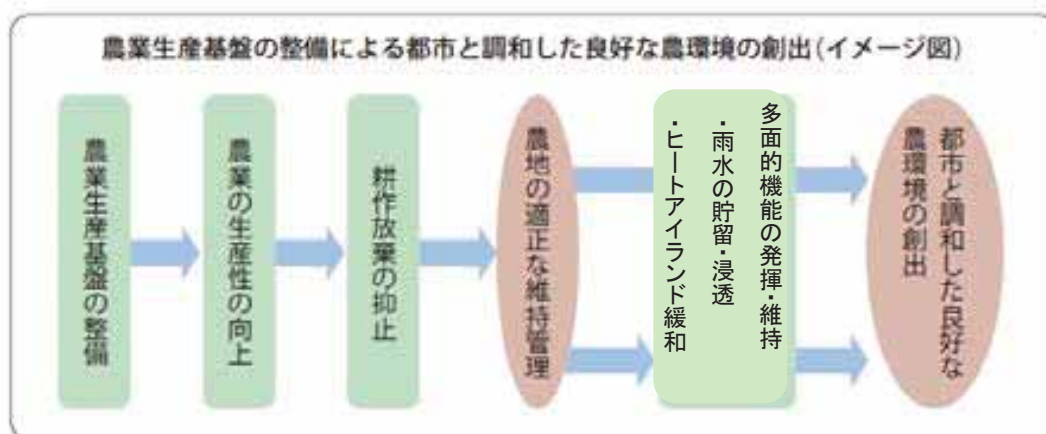 農業生産基盤の整備による都市と調和した良好な農環境の創出(イメージ図)
農業生産基盤の整備
農業の生産性の向上
耕作放棄の抑止
農地の適正な維持管理
多面的機能の発揮・維持
・雨水の貯留・浸透
・ヒートアイランド緩和
都市と調和した良好な
農環境の創出